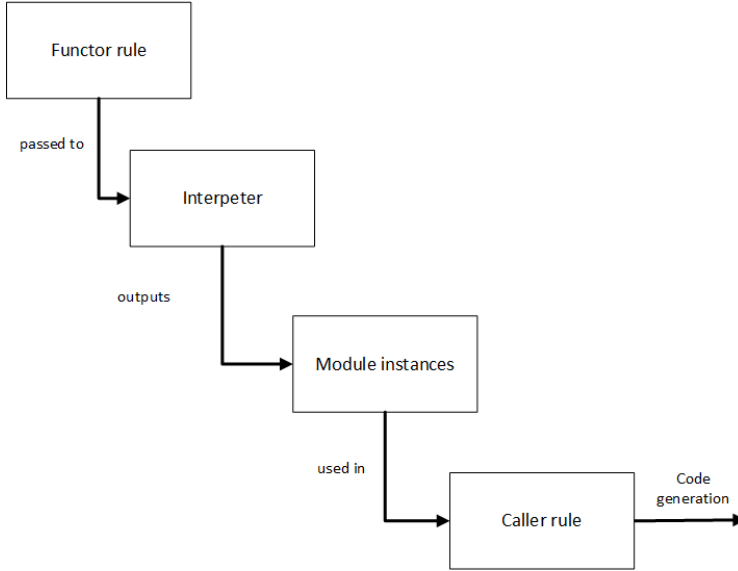 Functor rule
passed to
Interpeter
outputs
Module instances
used in
Caller rule
Code
generation